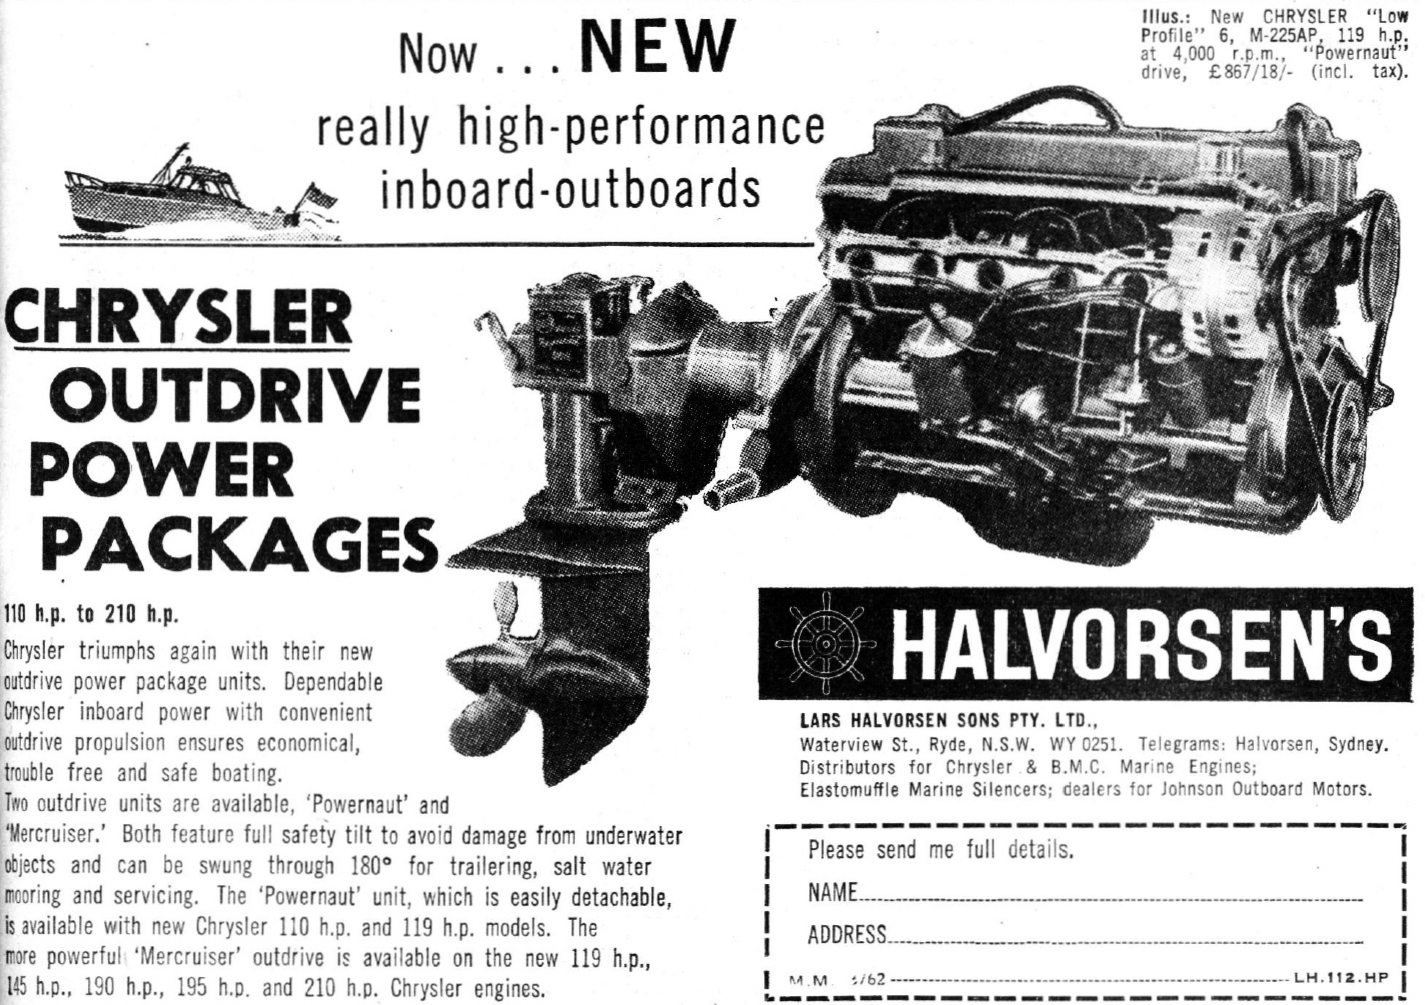 Illus.: New CHRYSLER "Low
Profile" 6, M-225AP, 119 h.p.
at 4,000 r.p.m., "Powernaut"
drive, £867/18/- (incl. tax).
Now ... NEW
really high-performance
inboard-outboards
CHRYSLER
OUTDRIVE
POWER
PACKAGES
110 h.p. to 210 h.p.
Chrysler triumphs again with their new
outdrive power package units. Dependable
Chrysler inboard power with convenient
outdrive propulsion ensures economical,
trouble free and safe boating.
Two outdrive units are available, 'Powernaut' and
'Mercruiser.' Both feature full safety tilt to avoid damage from underwater
objects and can be swung through 180° for trailering, salt water
mooring and servicing. The 'Powernaut' unit, which is easily detachable,
is available with new Chrysler 110 h.p. and 119 h.p. models. The
more powerful 'Mercruiser' outdrive is available on the new 119 h.p.,
145 h.p., 190 h.p., 195 h.p. and 210 h.p. Chrysler engines.
HALVORSEN'S
LARS HALVORSEN SONS PTY. LTD.,
Waterview St., Ryde, N.S.W. WY 0251. Telegrams: Halvorsen, Sydney.
Distributors for Chrysler & B.M.C. Marine Engines;
Elastomuffle Marine Silencers; dealers for Johnson Outboard Motors.
Please send me full details.
NAME
ADDRESS
M.M. /62 LH.112.HP